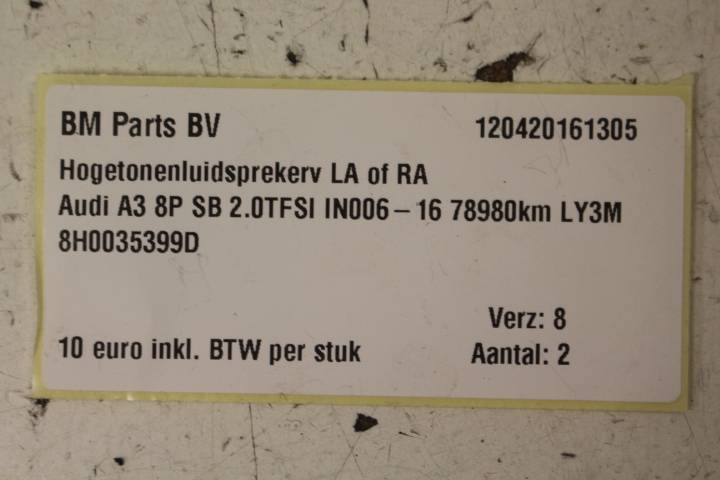 BM Parts BV 120420161305
Hogetonenluidsprekerv LA of RA
Audi A3 8P SB 2.0TFSI IN006-16 78980km LY3M
8H0035399D
Verz: 8
10 euro inkl. BTW per stuk Aantal: 2